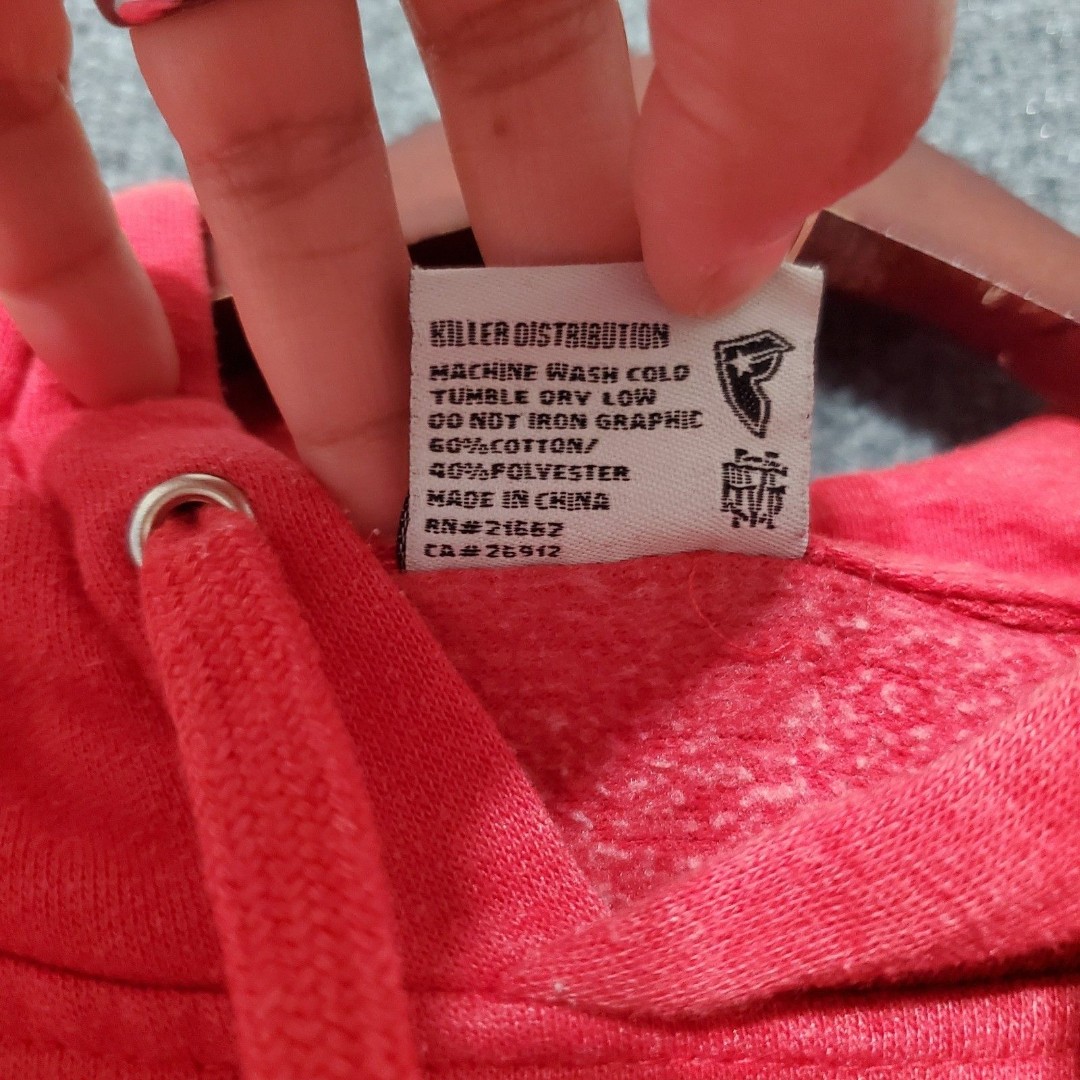 KILLER DISTRIBUTION
MACHINE WASH COLD
TUMBLE DRY LOW
DO NOT IRON GRAPHIC
60%COTTON/
40%POLYESTER
MADE IN CHINA
RN#21662
CA#26912